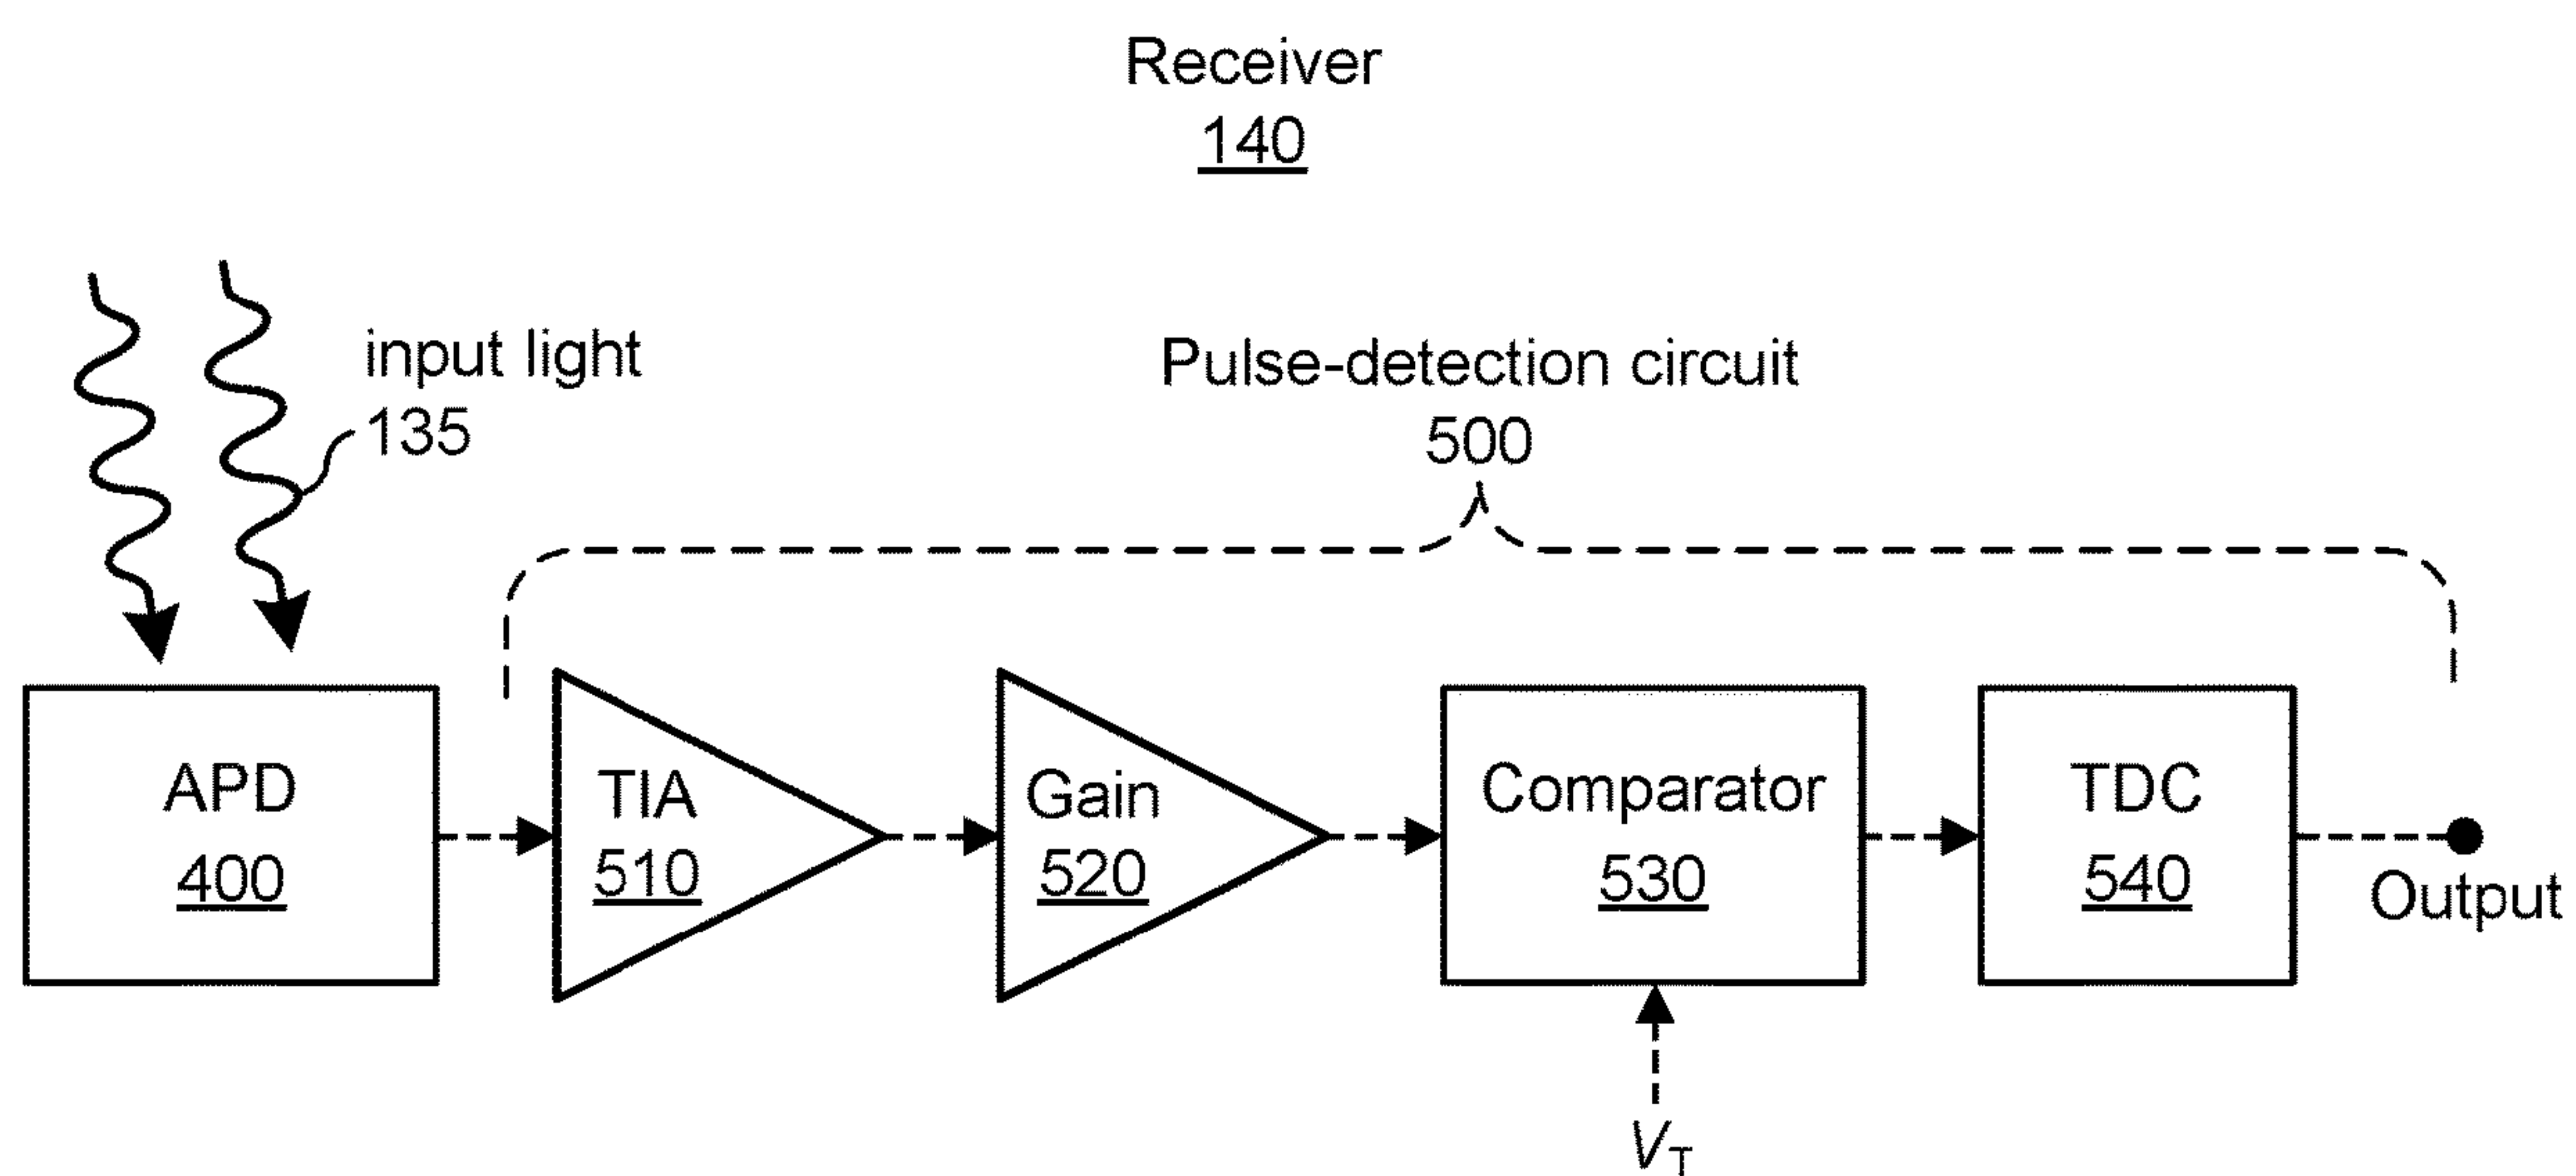 Receiver
140
input light
135
Pulse-detection circuit
500
APD
400
TIA
510
Gain
520
Comparator
530
TDC
540
Output
V_T